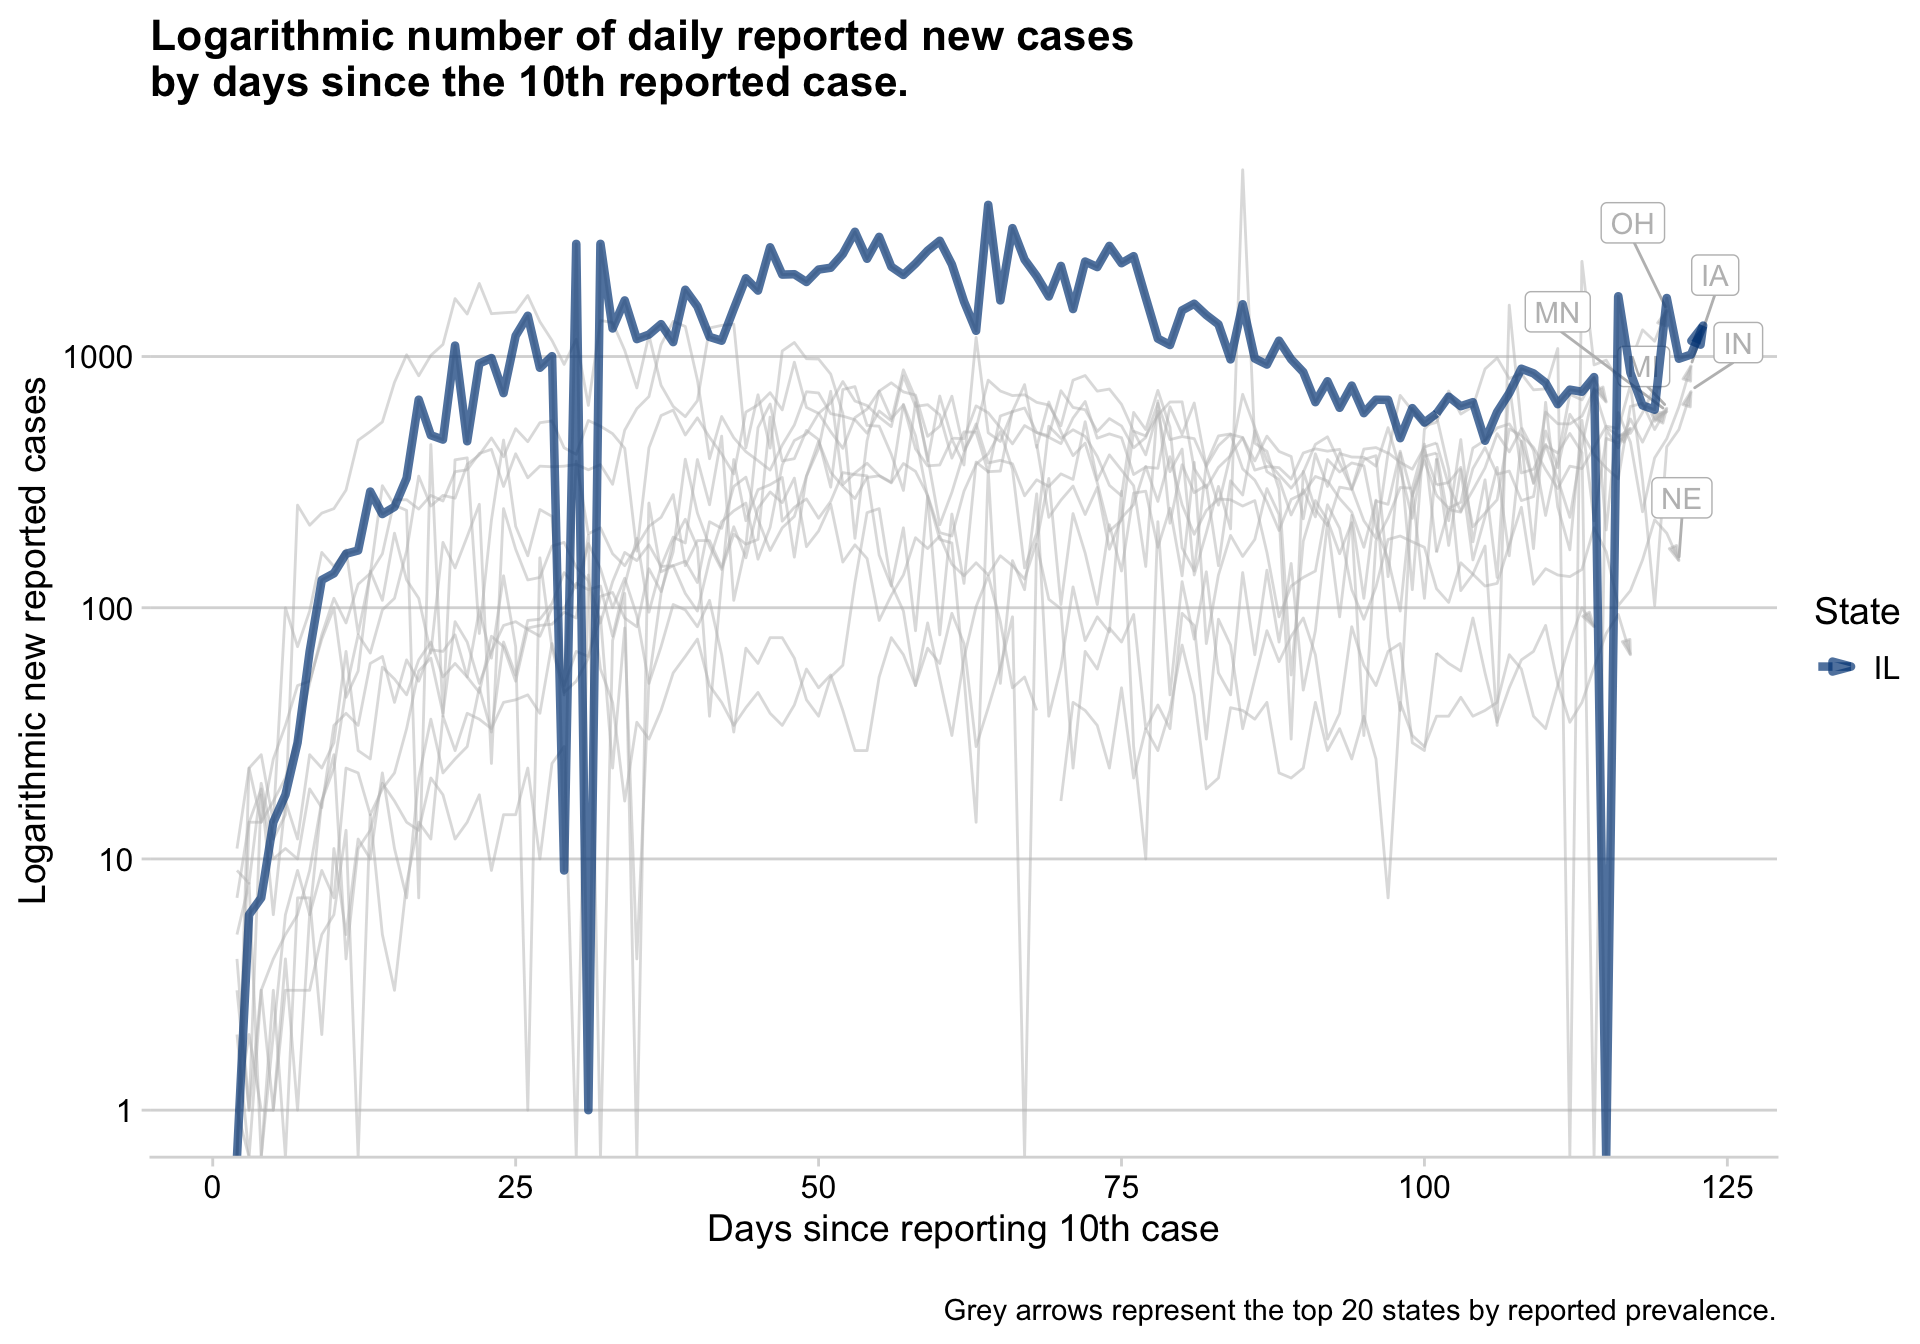 Logarithmic number of daily reported new cases
by days since the 10th reported case.
Logarithmic new reported cases
1000
100
10
1
OH
IA
MN
IN
NE
State
IL
0
25
50
75
100
125
Days since reporting 10th case
Grey arrows represent the top 20 states by reported prevalence.